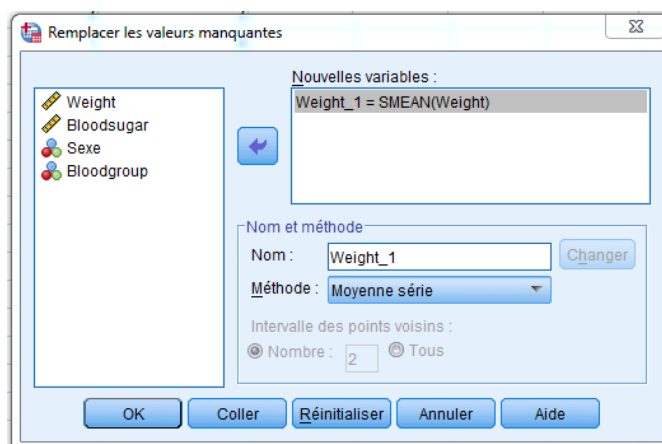 Remplacer les valeurs manquantes
Nouvelles variables :
Weight
Bloodsugar
Sexe
Bloodgroup
Weight_1 = SMEAN(Weight)
Nom et méthode
Nom :
Weight_1
Changer
Méthode :
Moyenne série
Intervalle des points voisins :
Nombre :
2
Tous
OK
Coller
Réinitialiser
Annuler
Aide